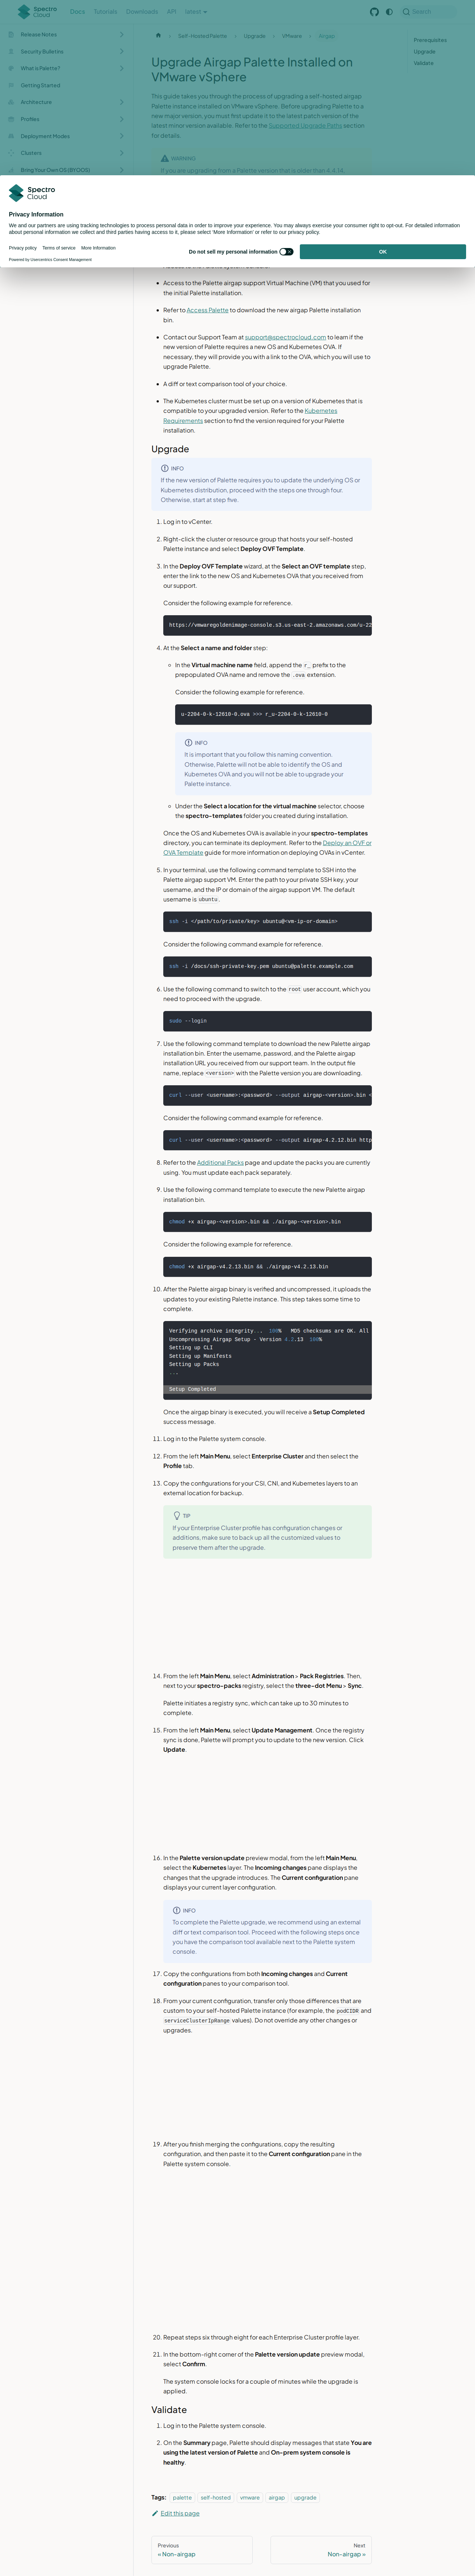 Spectro Cloud
Docs
Tutorials
Downloads
API
latest
Search
Release Notes
Security Bulletins
What is Palette?
Getting Started
Architecture
Profiles
Deployment Modes
Clusters
Bring Your Own OS (BYOOS)
Self-Hosted Palette
Upgrade
VMware
Airgap
Prerequisites
Upgrade
Validate
Upgrade Airgap Palette Installed on
VMware vSphere
This guide takes you through the process of upgrading a self-hosted airgap
Palette instance installed on VMware vSphere. Before upgrading Palette to a
new major version, you must first update it to the latest patch version of the
latest minor version available. Refer to the Supported Upgrade Paths section
for details.
WARNING
If you are upgrading from a Palette version that is older than 4.4.14,
Spectro Cloud
Privacy Information
We and our partners are using tracking technologies to process personal data in order to improve your experience. You may always exercise your consumer right to opt-out. For detailed information
about personal information we collect and third parties having access to it, please select ‘More Information’ or refer to our privacy policy.
Privacy policy
Terms of service
More Information
Powered by Usercentrics Consent Management
Do not sell my personal information
OK
Access to the Palette system console.
Access to the Palette airgap support Virtual Machine (VM) that you used for
the initial Palette installation.
Refer to Access Palette to download the new airgap Palette installation
bin.
Contact our Support Team at support@spectrocloud.com to learn if the
new version of Palette requires a new OS and Kubernetes OVA. If
necessary, they will provide you with a link to the OVA, which you will use to
upgrade Palette.
A diff or text comparison tool of your choice.
The Kubernetes cluster must be set up on a version of Kubernetes that is
compatible to your upgraded version. Refer to the Kubernetes
Requirements section to find the version required for your Palette
installation.
Upgrade
INFO
If the new version of Palette requires you to update the underlying OS or
Kubernetes distribution, proceed with the steps one through four.
Otherwise, start at step five.
1. Log in to vCenter.
2. Right-click the cluster or resource group that hosts your self-hosted
Palette instance and select Deploy OVF Template.
3. In the Deploy OVF Template wizard, at the Select an OVF template step,
enter the link to the new OS and Kubernetes OVA that you received from
our support.
Consider the following example for reference.
https://vmwaregoldenimage-console.s3.us-east-2.amazonaws.com/u-22
4. At the Select a name and folder step:
In the Virtual machine name field, append the r_ prefix to the
prepopulated OVA name and remove the .ova extension.
Consider the following example for reference.
u-2204-0-k-12610-0.ova >>> r_u-2204-0-k-12610-0
INFO
It is important that you follow this naming convention.
Otherwise, Palette will not be able to identify the OS and
Kubernetes OVA and you will not be able to upgrade your
Palette instance.
Under the Select a location for the virtual machine selector, choose
the spectro-templates folder you created during installation.
Once the OS and Kubernetes OVA is available in your spectro-templates
directory, you can terminate its deployment. Refer to the Deploy an OVF or
OVA Template guide for more information on deploying OVAs in vCenter.
5. In your terminal, use the following command template to SSH into the
Palette airgap support VM. Enter the path to your private SSH key, your
username, and the IP or domain of the airgap support VM. The default
username is ubuntu.
ssh -i </path/to/private/key> ubuntu@<vm-ip-or-domain>
Consider the following command example for reference.
ssh -i /docs/ssh-private-key.pem ubuntu@palette.example.com
6. Use the following command to switch to the root user account, which you
need to proceed with the upgrade.
sudo --login
7. Use the following command template to download the new Palette airgap
installation bin. Enter the username, password, and the Palette airgap
installation URL you received from our support team. In the output file
name, replace <version> with the Palette version you are downloading.
curl --user <username>:<password> --output airgap-<version>.bin <
Consider the following command example for reference.
curl --user <username>:<password> --output airgap-4.2.12.bin http
8. Refer to the Additional Packs page and update the packs you are currently
using. You must update each pack separately.
9. Use the following command template to execute the new Palette airgap
installation bin.
chmod +x airgap-<version>.bin && ./airgap-<version>.bin
Consider the following example for reference.
chmod +x airgap-v4.2.13.bin && ./airgap-v4.2.13.bin
10. After the Palette airgap binary is verified and uncompressed, it uploads the
updates to your existing Palette instance. This step takes some time to
complete.
Verifying archive integrity...  100%   MD5 checksums are OK. All
Uncompressing Airgap Setup - Version 4.2.13  100%
Setting up CLI
Setting up Manifests
Setting up Packs
...
Setup Completed
Once the airgap binary is executed, you will receive a Setup Completed
success message.
11. Log in to the Palette system console.
12. From the left Main Menu, select Enterprise Cluster and then select the
Profile tab.
13. Copy the configurations for your CSI, CNI, and Kubernetes layers to an
external location for backup.
TIP
If your Enterprise Cluster profile has configuration changes or
additions, make sure to back up all the customized values to
preserve them after the upgrade.
14. From the left Main Menu, select Administration > Pack Registries. Then,
next to your spectro-packs registry, select the three-dot Menu > Sync.
Palette initiates a registry sync, which can take up to 30 minutes to
complete.
15. From the left Main Menu, select Update Management. Once the registry
sync is done, Palette will prompt you to update to the new version. Click
Update.
16. In the Palette version update preview modal, from the left Main Menu,
select the Kubernetes layer. The Incoming changes pane displays the
changes that the upgrade introduces. The Current configuration pane
displays your current layer configuration.
INFO
To complete the Palette upgrade, we recommend using an external
diff or text comparison tool. Proceed with the following steps once
you have the comparison tool available next to the Palette system
console.
17. Copy the configurations from both Incoming changes and Current
configuration panes to your comparison tool.
18. From your current configuration, transfer only those differences that are
custom to your self-hosted Palette instance (for example, the podCIDR and
serviceClusterIpRange values). Do not override any other changes or
upgrades.
19. After you finish merging the configurations, copy the resulting
configuration, and then paste it to the Current configuration pane in the
Palette system console.
20. Repeat steps six through eight for each Enterprise Cluster profile layer.
21. In the bottom-right corner of the Palette version update preview modal,
select Confirm.
The system console locks for a couple of minutes while the upgrade is
applied.
Validate
1. Log in to the Palette system console.
2. On the Summary page, Palette should display messages that state You are
using the latest version of Palette and On-prem system console is
healthy.
Tags:
palette
self-hosted
vmware
airgap
upgrade
Edit this page
Previous
« Non-airgap
Next
Non-airgap »